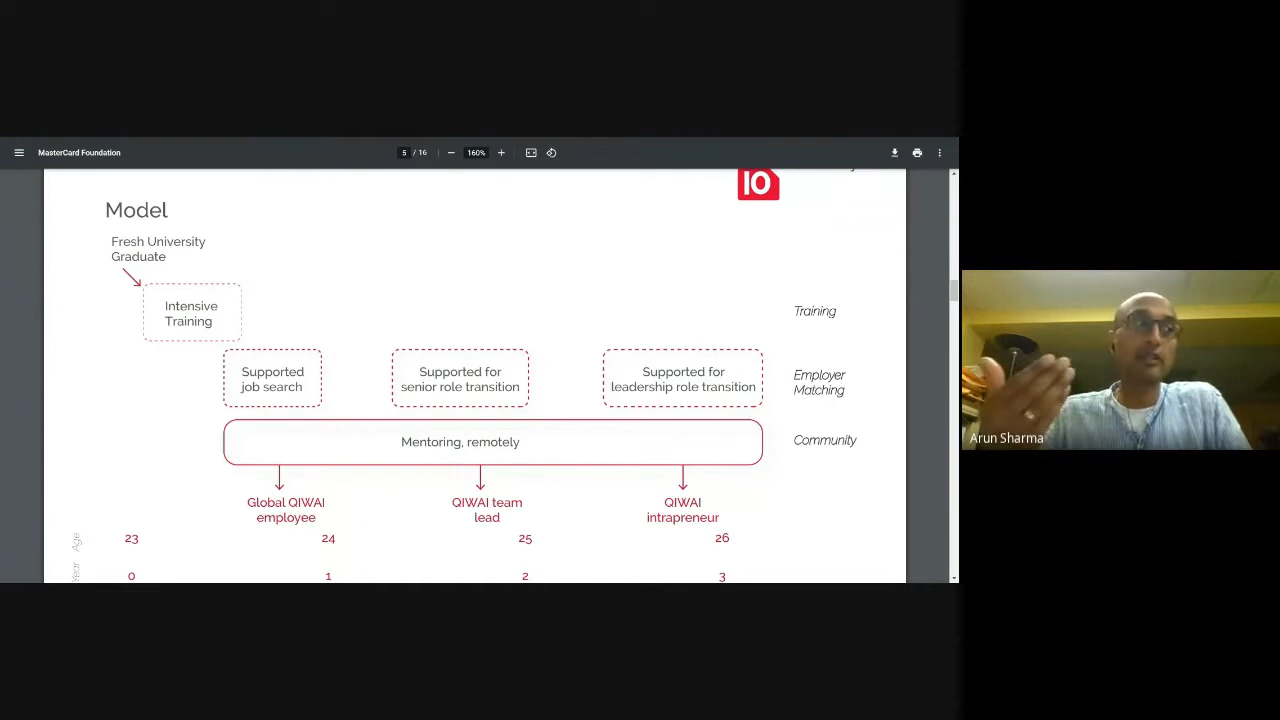 MasterCard Foundation
5 / 16
160%
10
Model
Fresh University
Graduate
Intensive
Training
Training
Supported
job search
Supported for
senior role transition
Supported for
leadership role transition
Employer
Matching
Mentoring, remotely
Community
Global QIWAI
employee
QIWAI team
lead
QIWAI
intrapreneur
Age
23
24
25
26
Year
0
1
2
3
Arun Sharma